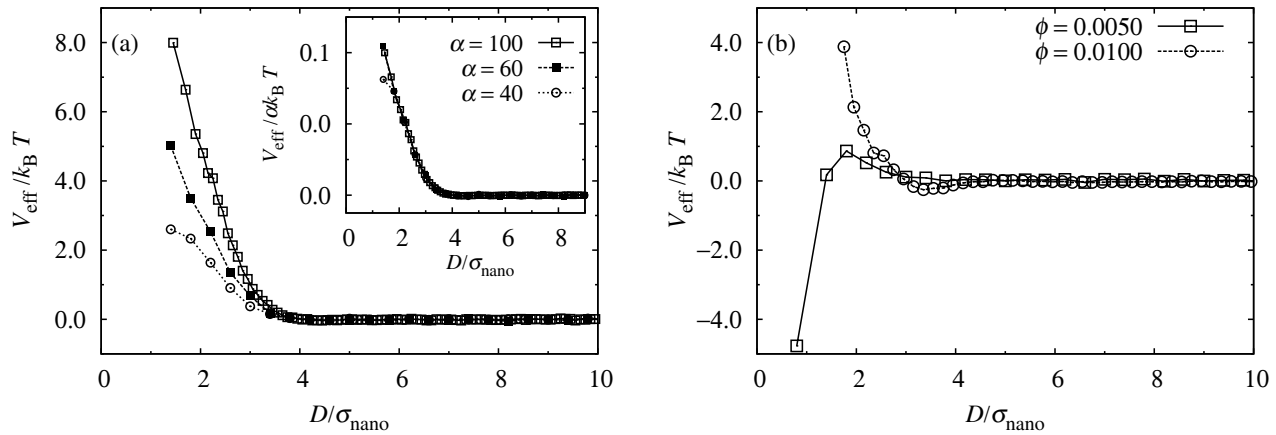 (a)
8.0
6.0
4.0
2.0
0.0
V_eff /k_B T
0 2 4 6 8 10
D/σ_nano
α = 100
α = 60
α = 40
0.1
0.0
0.0
V_eff /αk_B T
0 2 4 6 8
D/σ_nano
(b)
φ = 0.0050
φ = 0.0100
4.0
2.0
0.0
−2.0
−4.0
V_eff /k_B T
0 2 4 6 8 10
D/σ_nano